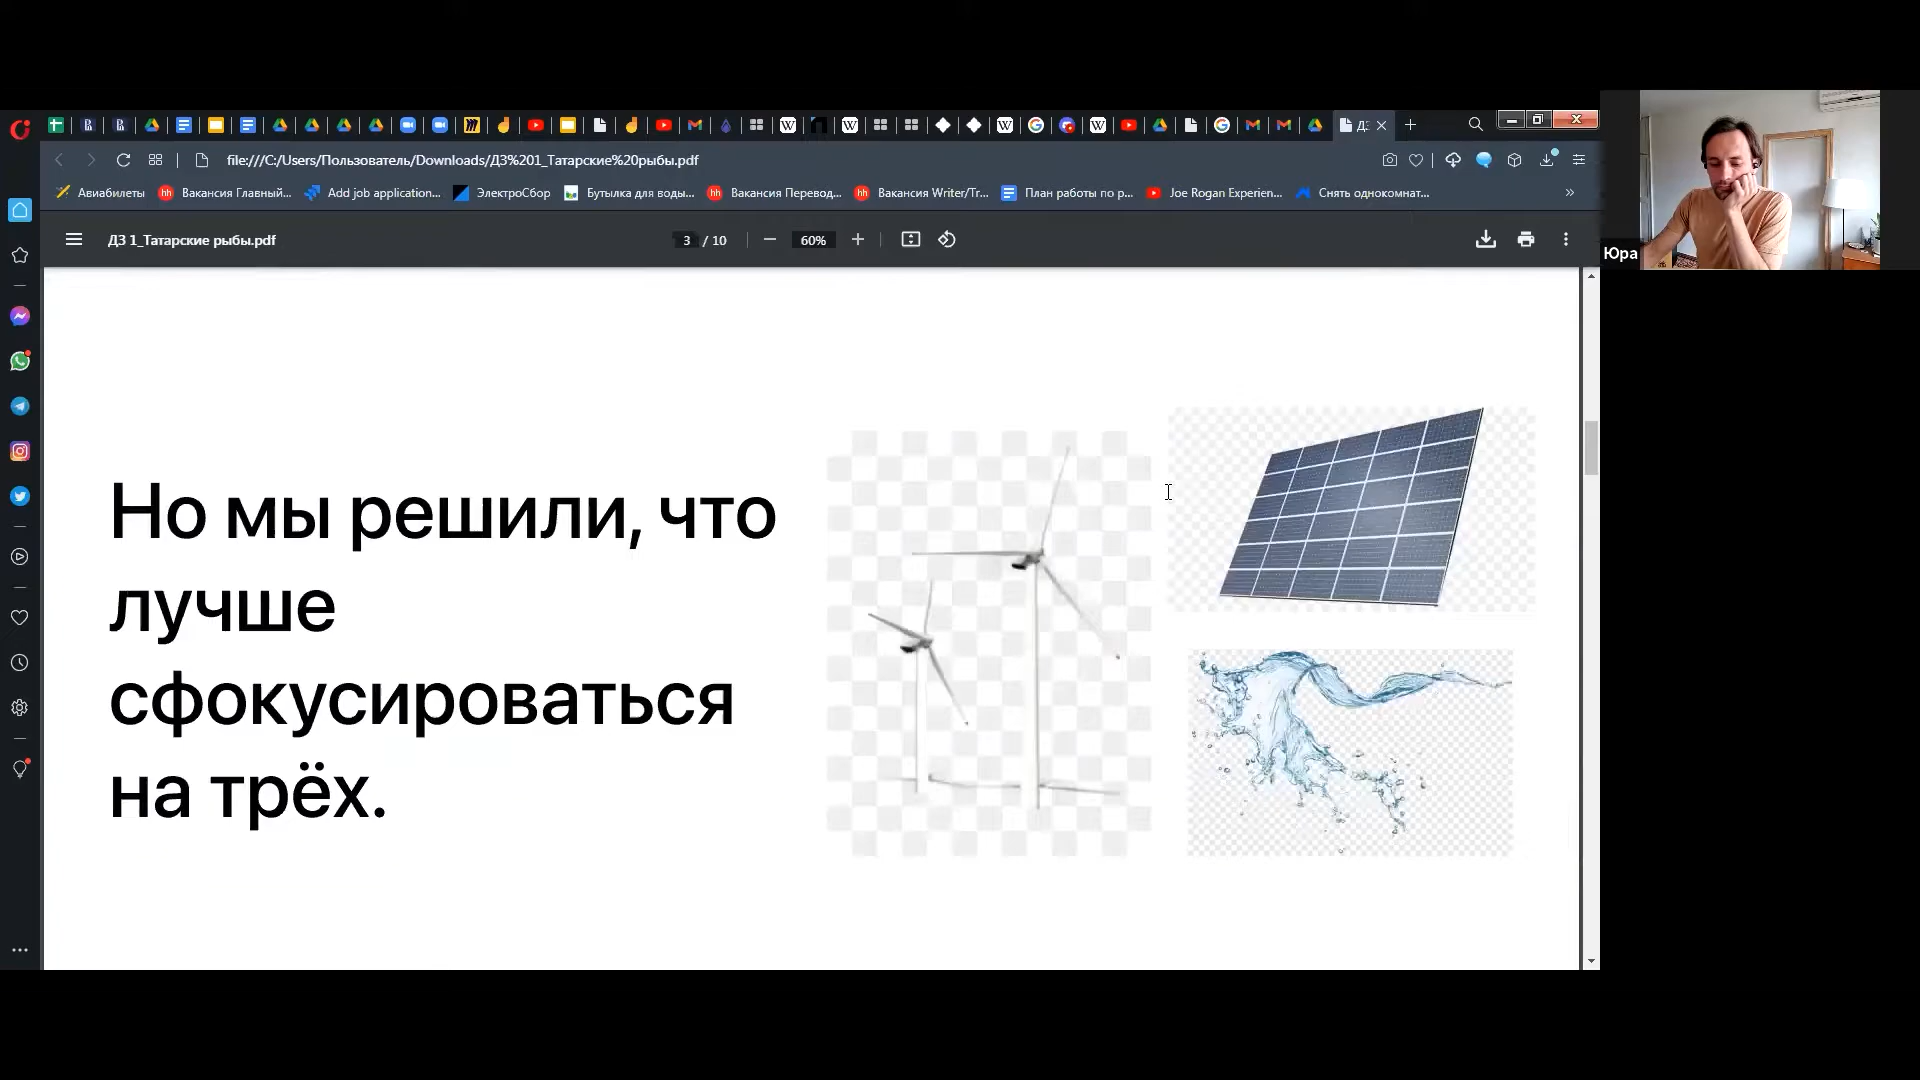 file:///C:/Users/Пользователь/Downloads/ДЗ%201_Татарские%20рыбы.pdf
Авиабилеты
Вакансия Главный...
Add job application...
ЭлектроСбор
Бутылка для воды...
Вакансия Перевод...
Вакансия Writer/Tr...
План работы по р...
Joe Rogan Experien...
Снять однокомнат...
ДЗ 1_Татарские рыбы.pdf
3 / 10
60%
Юра
Но мы решили, что
лучше
сфокусироваться
на трёх.